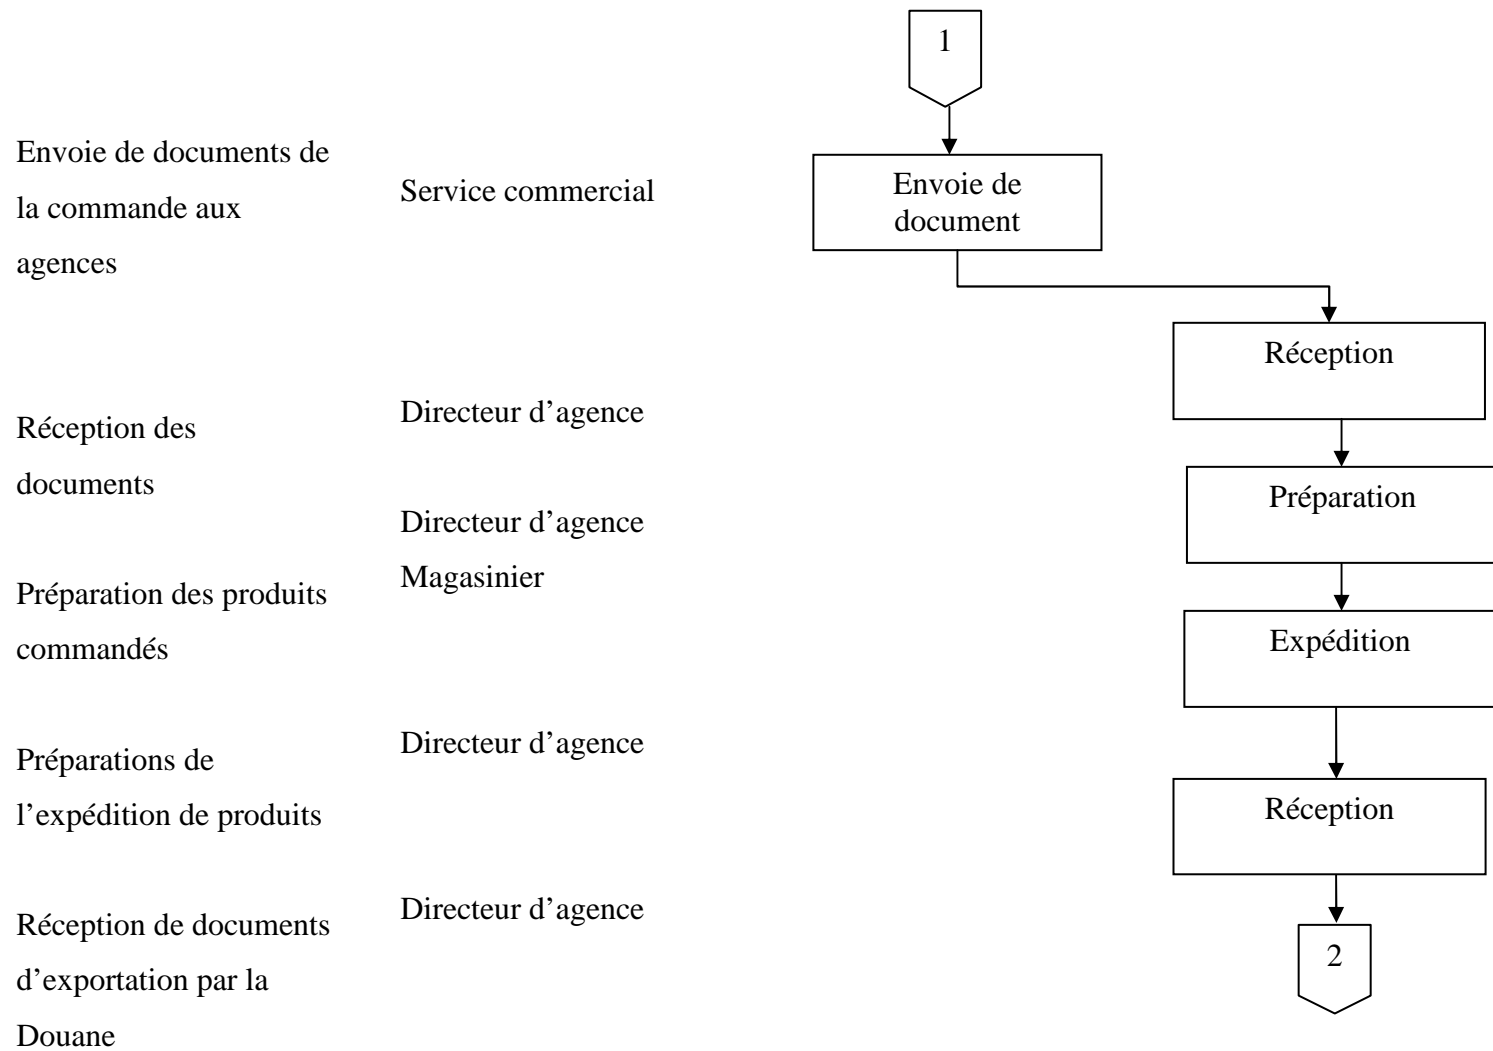 1
Envoie de documents de
la commande aux
agences
Service commercial
Envoie de
document
Réception
Réception des
documents
Directeur d’agence
Préparation
Préparation des produits
commandés
Directeur d’agence
Magasinier
Expédition
Préparations de
l’expédition de produits
Directeur d’agence
Réception
Réception de documents
d’exportation par la
Douane
Directeur d’agence
2